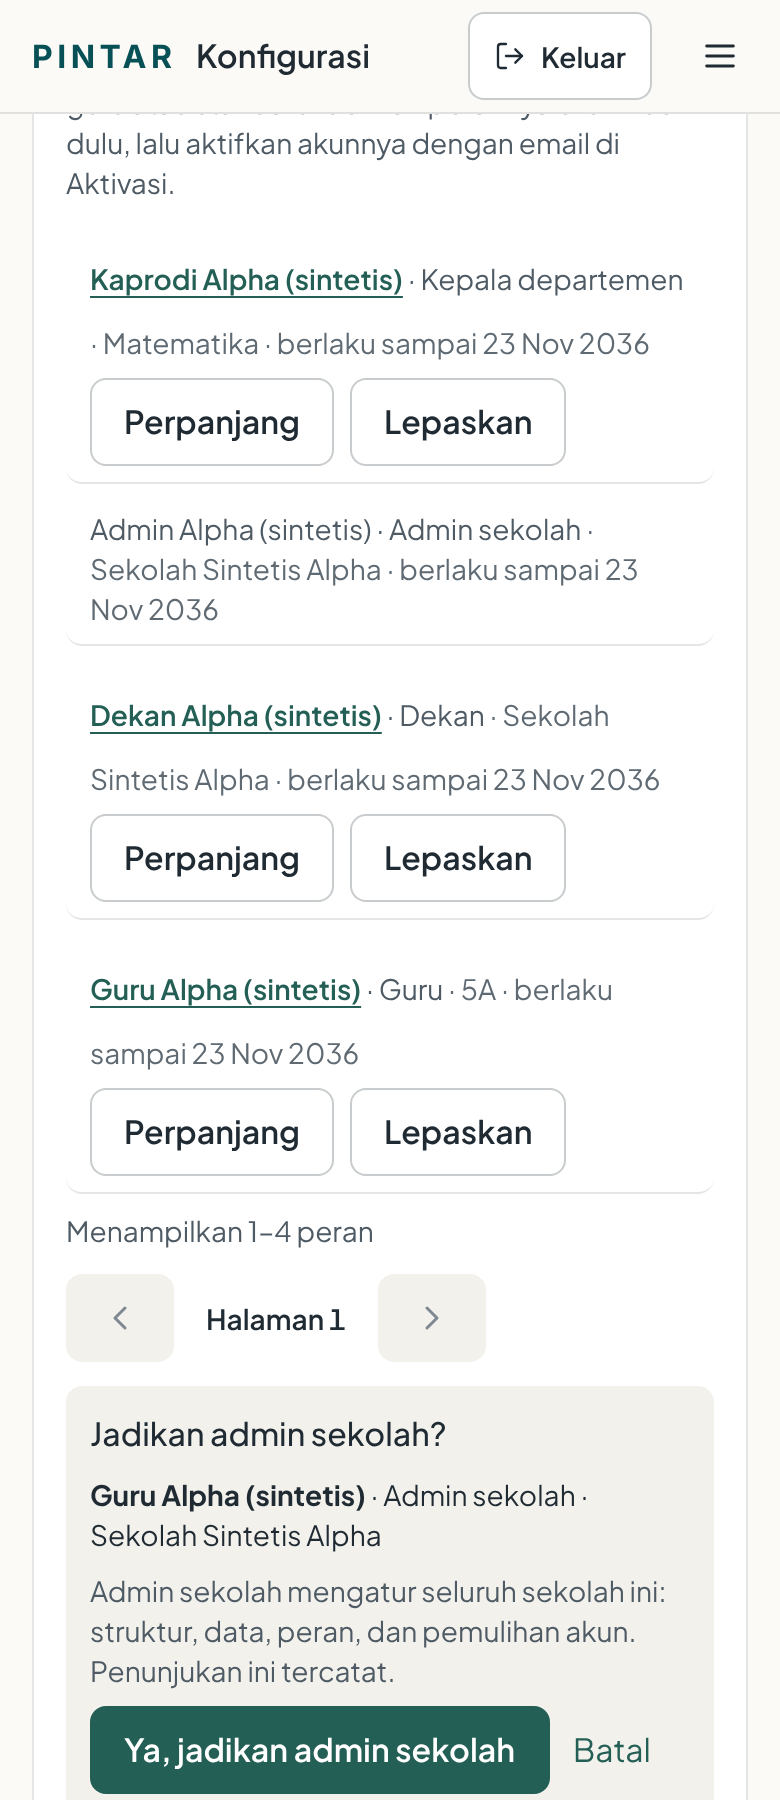 PINTAR Konfigurasi
Keluar
dulu, lalu aktifkan akunnya dengan email di
Aktivasi.
Kaprodi Alpha (sintetis) · Kepala departemen
· Matematika · berlaku sampai 23 Nov 2036
Perpanjang Lepaskan
Admin Alpha (sintetis) · Admin sekolah ·
Sekolah Sintetis Alpha · berlaku sampai 23
Nov 2036
Dekan Alpha (sintetis) · Dekan · Sekolah
Sintetis Alpha · berlaku sampai 23 Nov 2036
Perpanjang Lepaskan
Guru Alpha (sintetis) · Guru · 5A · berlaku
sampai 23 Nov 2036
Perpanjang Lepaskan
Menampilkan 1–4 peran
Halaman 1
Jadikan admin sekolah?
Guru Alpha (sintetis) · Admin sekolah ·
Sekolah Sintetis Alpha
Admin sekolah mengatur seluruh sekolah ini:
struktur, data, peran, dan pemulihan akun.
Penunjukan ini tercatat.
Ya, jadikan admin sekolah Batal